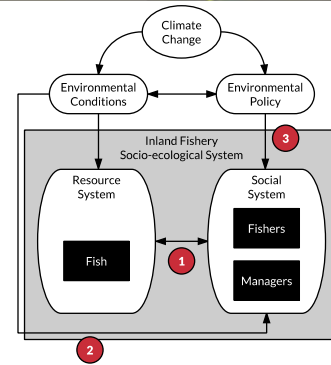 Climate
Change
Environmental
Conditions
Environmental
Policy
3
Inland Fishery
Socio-ecological System
Resource
System
Social
System
Fishers
Fish
1
Managers
2